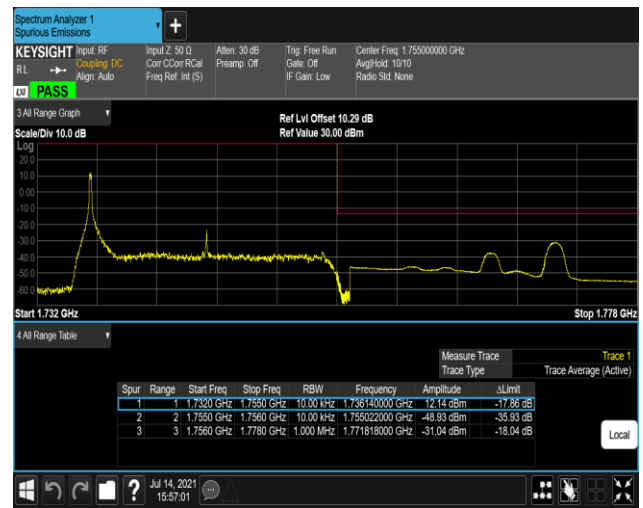 Spectrum Analyzer 1
Spurious Emissions
+
KEYSIGHT Input: RF Input Z: 50 Ω Atten: 30 dB Trig: Free Run Center Freq: 1.755000000 GHz
RL Coupling: DC Corr CCorr RCal Preamp: Off Gate: Off Avg|Hold: 10/10
Align: Auto Freq Ref: Int (S) IF Gain: Low Radio Std: None
LXI PASS
3 All Range Graph
Ref Lvl Offset 10.29 dB
Scale/Div 10.0 dB Ref Value 30.00 dBm
Log
20.0
10.0
0.00
-10.0
-20.0
-30.0
-40.0
-50.0
-60.0
Start 1.732 GHz Stop 1.778 GHz
4 All Range Table
Measure Trace Trace 1
Trace Type Trace Average (Active)
Spur Range Start Freq Stop Freq RBW Frequency Amplitude ΔLimit
1 1 1.7320 GHz 1.7550 GHz 10.00 kHz 1.736140000 GHz 12.14 dBm -17.86 dB
2 2 1.7550 GHz 1.7560 GHz 10.00 kHz 1.755022000 GHz -48.93 dBm -35.93 dB
3 3 1.7560 GHz 1.7780 GHz 1.000 MHz 1.771818000 GHz -31.04 dBm -18.04 dB
Local
? Jul 14, 2021
15:57:01